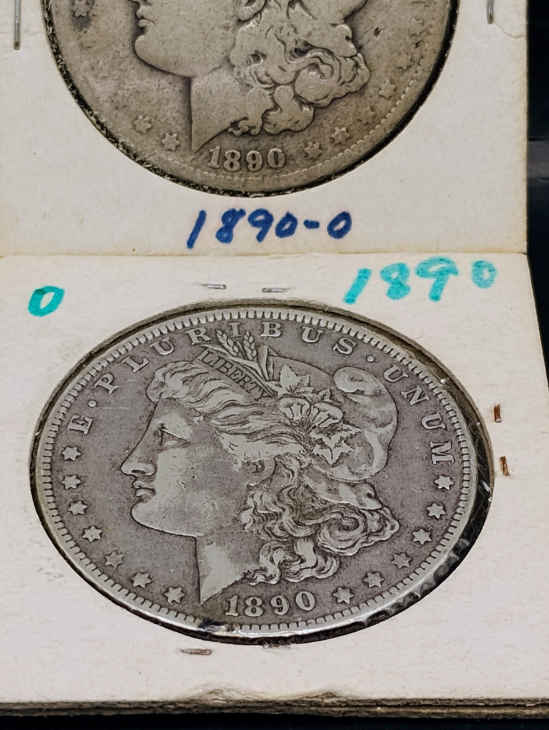 1890
1890-O
O 1890
E · PLURIBUS · UNUM
LIBERTY
1890